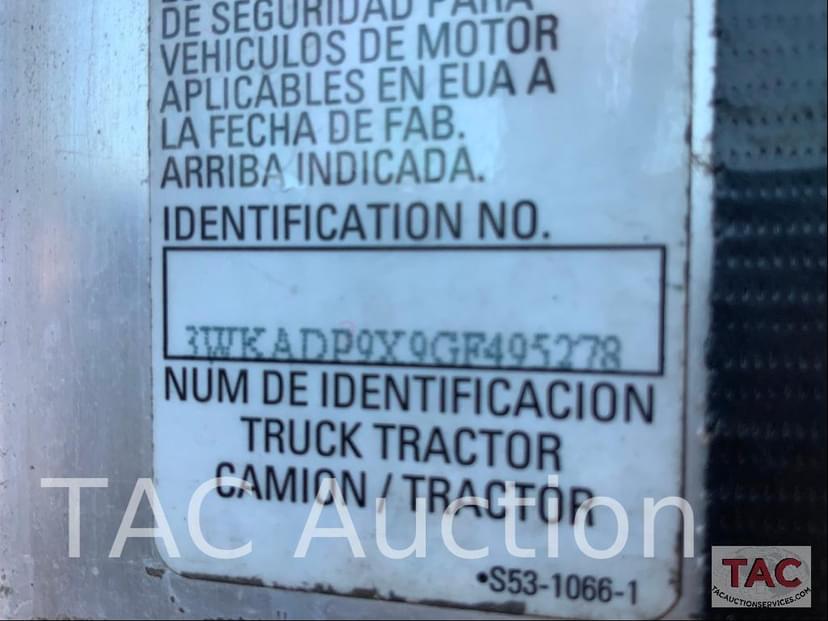 DE SEGURIDAD PARA
VEHICULOS DE MOTOR
APLICABLES EN EUA A
LA FECHA DE FAB.
ARRIBA INDICADA.
IDENTIFICATION NO.
3WKADP9X9GF495278
NUM DE IDENTIFICACION
TRUCK TRACTOR
CAMION / TRACTOR
TAC Auction
•S53-1066-1
TAC
TACAUCTIONSERVICES.COM